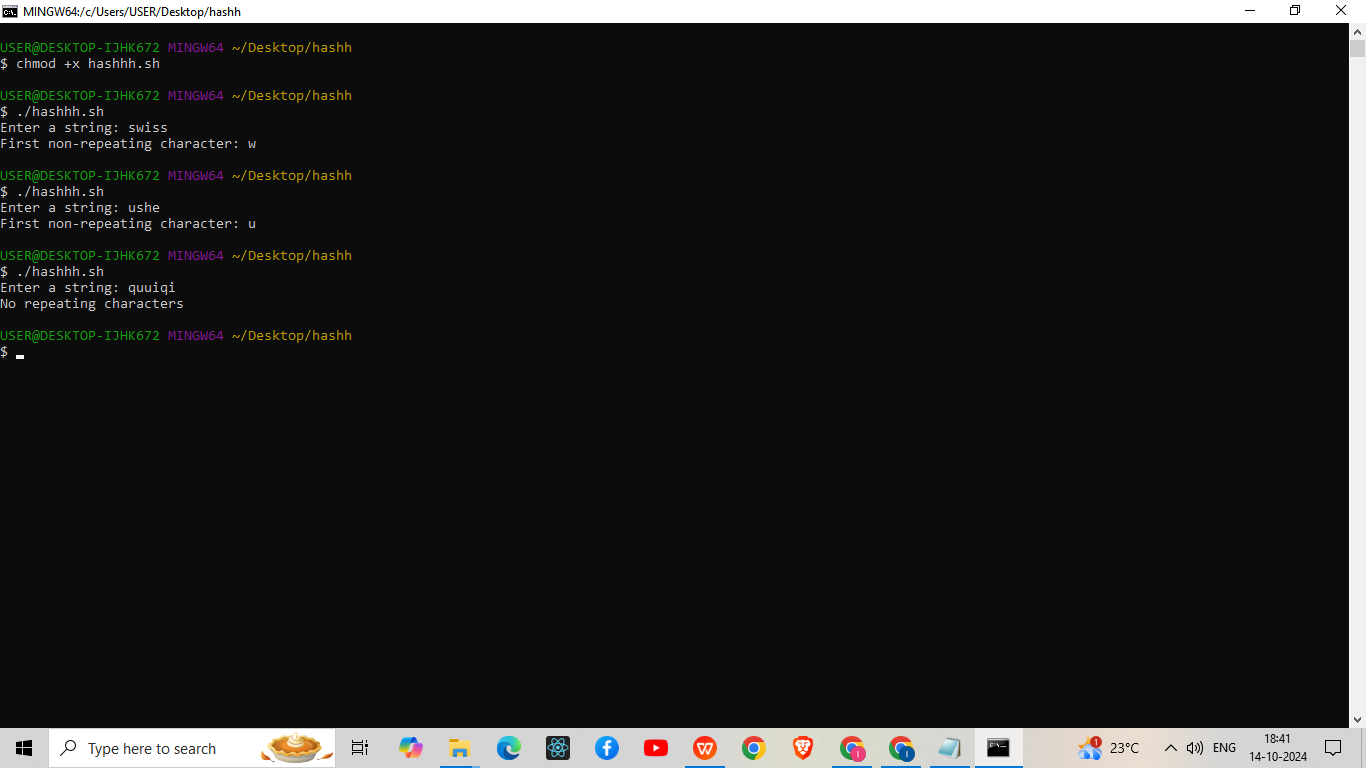 MINGW64:/c/Users/USER/Desktop/hashh
USER@DESKTOP-IJHK672 MINGW64 ~/Desktop/hashh
$ chmod +x hashhh.sh
USER@DESKTOP-IJHK672 MINGW64 ~/Desktop/hashh
$ ./hashhh.sh
Enter a string: swiss
First non-repeating character: w
USER@DESKTOP-IJHK672 MINGW64 ~/Desktop/hashh
$ ./hashhh.sh
Enter a string: ushe
First non-repeating character: u
USER@DESKTOP-IJHK672 MINGW64 ~/Desktop/hashh
$ ./hashhh.sh
Enter a string: quuiqi
No repeating characters
USER@DESKTOP-IJHK672 MINGW64 ~/Desktop/hashh
$
Type here to search
1
23°C
ENG
18:41
14-10-2024